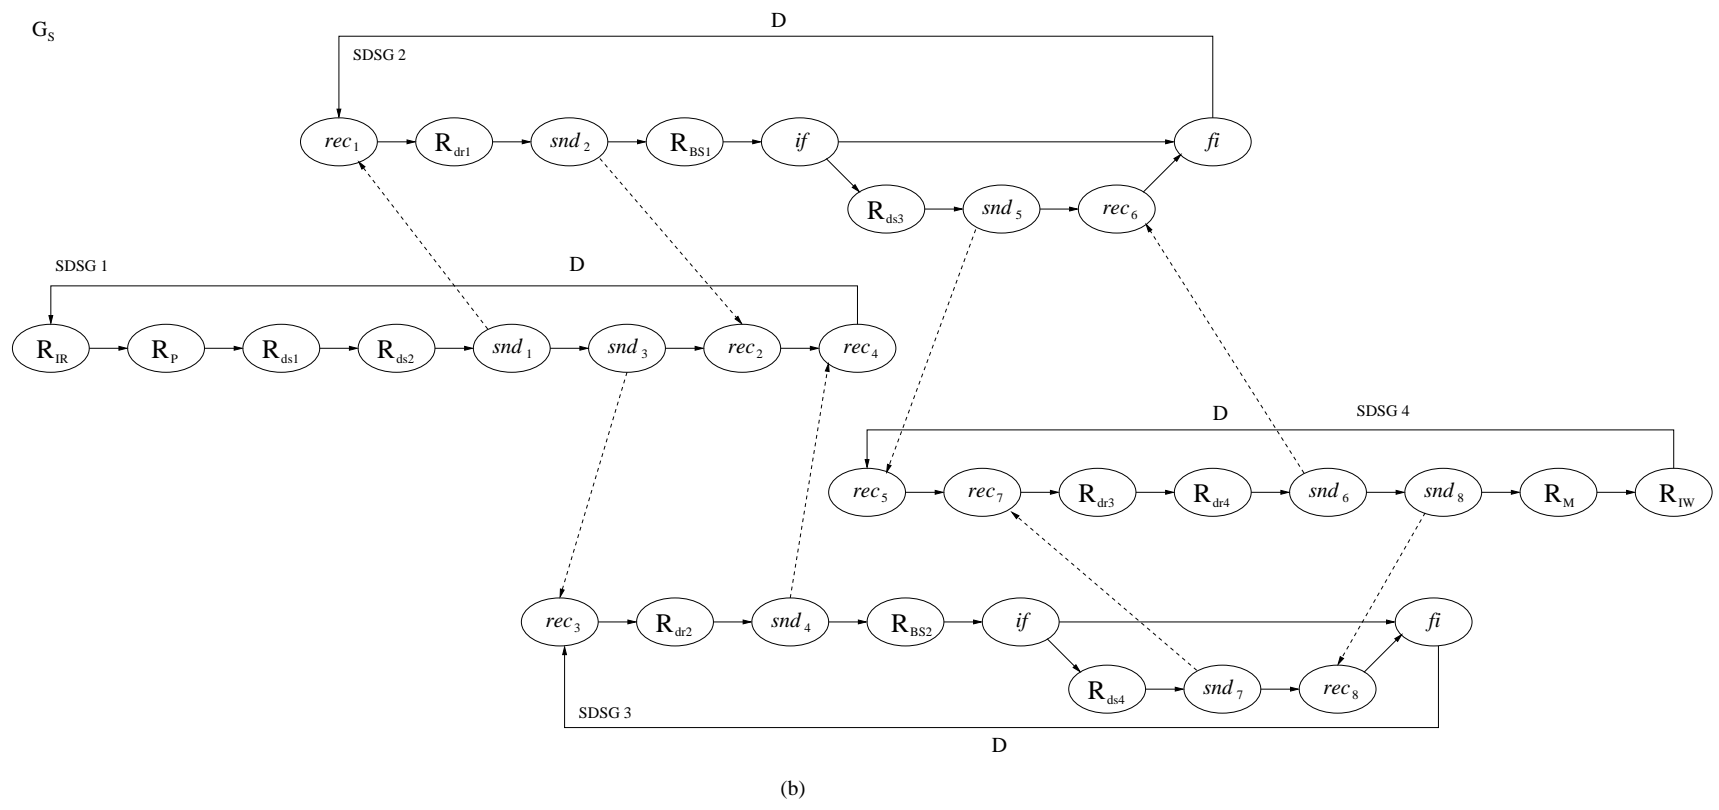 D
G_S
SDSG 2
rec_1 R_dr1 snd_2 R_BS1 if fi
R_ds3 snd_5 rec_6
SDSG 1 D
R_IR R_P R_ds1 R_ds2 snd_1 snd_3 rec_2 rec_4
D SDSG 4
rec_5 rec_7 R_dr3 R_dr4 snd_6 snd_8 R_M R_IW
rec_3 R_dr2 snd_4 R_BS2 if fi
R_ds4 snd_7 rec_8
SDSG 3
D
(b)